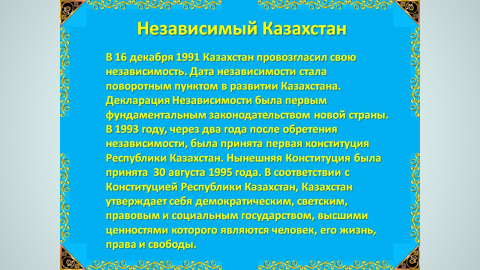 Независимый Казахстан
В 16 декабря 1991 Казахстан провозгласил свою
независимость. Дата независимости стала
поворотным пунктом в развитии Казахстана.
Декларация Независимости была первым
фундаментальным законодательством новой страны.
В 1993 году, через два года после обретения
независимости, была принята первая конституция
Республики Казахстан. Нынешняя Конституция была
принята 30 августа 1995 года. В соответствии с
Конституцией Республики Казахстан, Казахстан
утверждает себя демократическим, светским,
правовым и социальным государством, высшими
ценностями которого являются человек, его жизнь,
права и свободы.